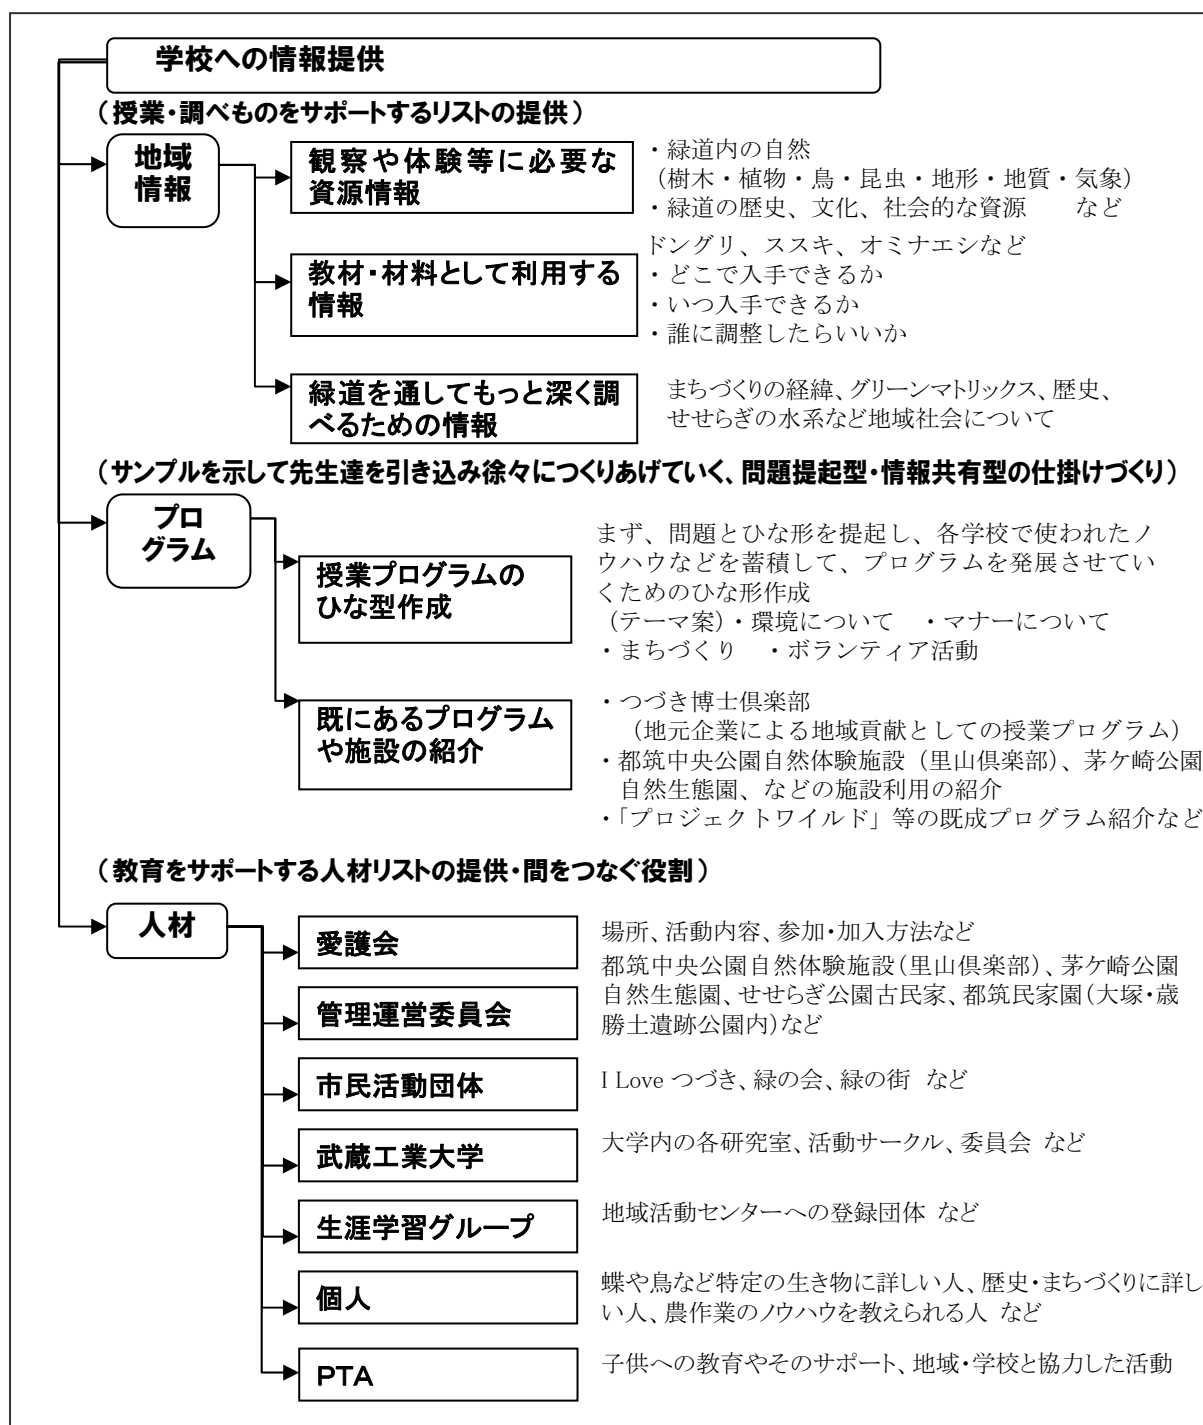 学校への情報提供
（授業・調べものをサポートするリストの提供）
地域
情報
観察や体験等に必要な
資源情報
・緑道内の自然
（樹木・植物・鳥・昆虫・地形・地質・気象）
・緑道の歴史、文化、社会的な資源　　など
教材・材料として利用する
情報
ドングリ、ススキ、オミナエシなど
・どこで入手できるか
・いつ入手できるか
・誰に調整したらいいか
緑道を通してもっと深く調
べるための情報
まちづくりの経緯、グリーンマトリックス、歴史、
せせらぎの水系など地域社会について
（サンプルを示して先生達を引き込み徐々につくりあげていく、問題提起型・情報共有型の仕掛けづくり）
プロ
グラム
授業プログラムの
ひな型作成
まず、問題とひな形を提起し、各学校で使われたノ
ウハウなどを蓄積して、プログラムを発展させてい
くためのひな形作成
（テーマ案）・環境について　・マナーについて
・まちづくり　・ボランティア活動
既にあるプログラム
や施設の紹介
・つづき博士倶楽部
（地元企業による地域貢献としての授業プログラム）
・都筑中央公園自然体験施設（里山倶楽部）、茅ケ崎公園
自然生態園、などの施設利用の紹介
・「プロジェクトワイルド」等の既成プログラム紹介など
（教育をサポートする人材リストの提供・間をつなぐ役割）
人材
愛護会
場所、活動内容、参加・加入方法など
管理運営委員会
都筑中央公園自然体験施設（里山倶楽部）、茅ケ崎公園
自然生態園、せせらぎ公園古民家、都筑民家園（大塚・歳
勝土遺跡公園内）など
市民活動団体
I Love つづき、緑の会、緑の街 など
武蔵工業大学
大学内の各研究室、活動サークル、委員会 など
生涯学習グループ
地域活動センターへの登録団体 など
個人
蝶や鳥など特定の生き物に詳しい人、歴史・まちづくりに詳し
い人、農作業のノウハウを教えられる人 など
PTA
子供への教育やそのサポート、地域・学校と協力した活動